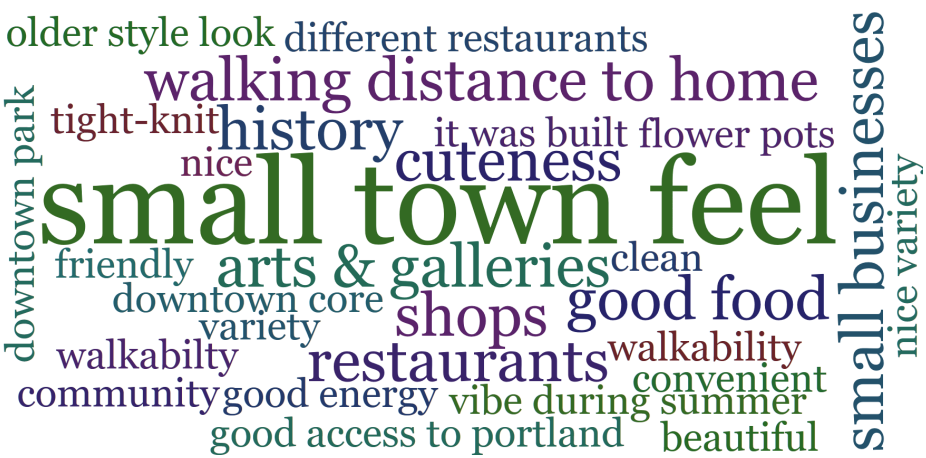 older style look
different restaurants
walking distance to home
small businesses
downtown park
tight-knit
history
it was built
flower pots
nice
cuteness
nice variety
small town feel
friendly
arts & galleries
clean
downtown core
good food
variety
shops
walkabilty
restaurants
walkability
convenient
community
good energy
vibe during summer
good access to portland
beautiful